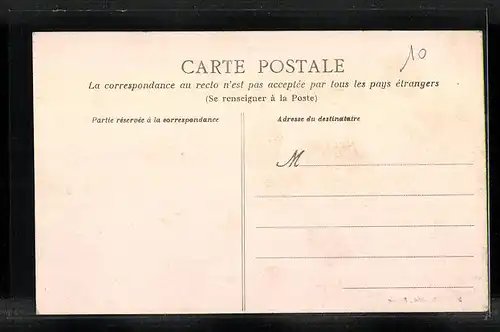 CARTE POSTALE
10
La correspondance au recto n'est pas acceptée par tous les pays étrangers
(Se renseigner à la Poste)
Partie réservée à la correspondance
Adresse du destinataire
M